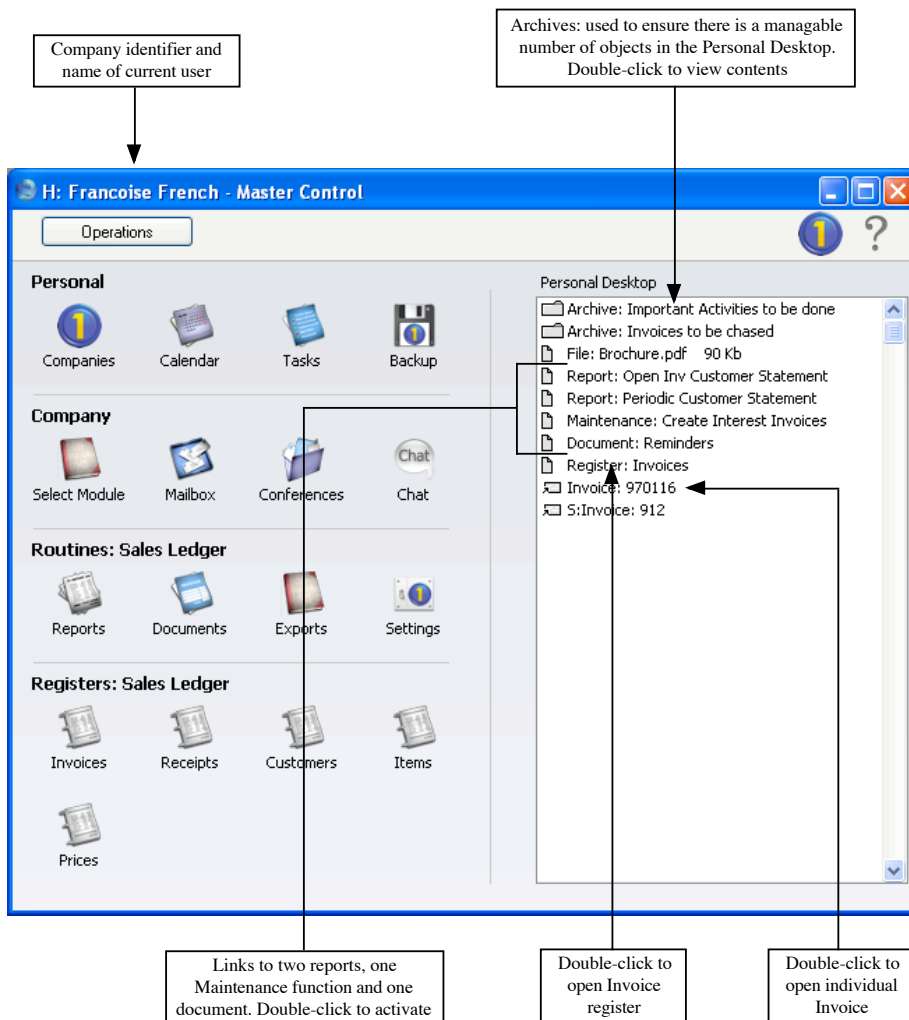 Company identifier and
name of current user
Archives: used to ensure there is a managable
number of objects in the Personal Desktop.
Double-click to view contents
H: Francoise French - Master Control
Operations
1
?
Personal
Personal Desktop
1
Companies
Calendar
Tasks
Backup
Company
Select Module
Mailbox
Conferences
Chat
Chat
Routines: Sales Ledger
Reports
Documents
Exports
Settings
Registers: Sales Ledger
Invoices
Receipts
Customers
Items
Prices
Archive: Important Activities to be done
Archive: Invoices to be chased
File: Brochure.pdf 90 Kb
Report: Open Inv Customer Statement
Report: Periodic Customer Statement
Maintenance: Create Interest Invoices
Document: Reminders
Register: Invoices
Invoice: 970116
S:Invoice: 912
Links to two reports, one
Maintenance function and one
document. Double-click to activate
Double-click to
open Invoice
register
Double-click to
open individual
Invoice